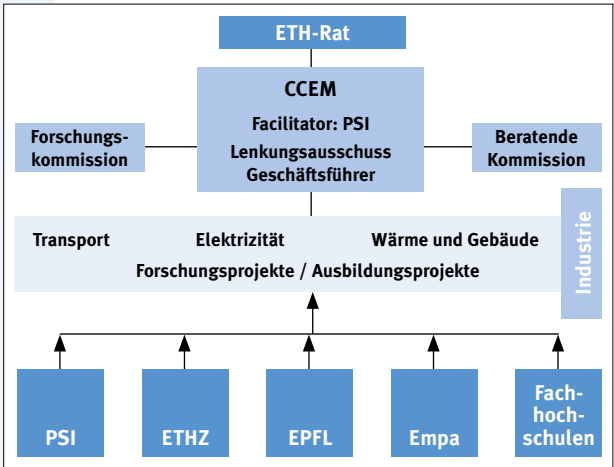 ETH-Rat
CCEM
Facilitator: PSI
Lenkungsausschuss
Geschäftsführer
Forschungs-
kommission
Beratende
Kommission
Transport Elektrizität Wärme und Gebäude
Forschungsprojekte / Ausbildungsprojekte
Industrie
PSI
ETHZ
EPFL
Empa
Fach-
hoch-
schulen